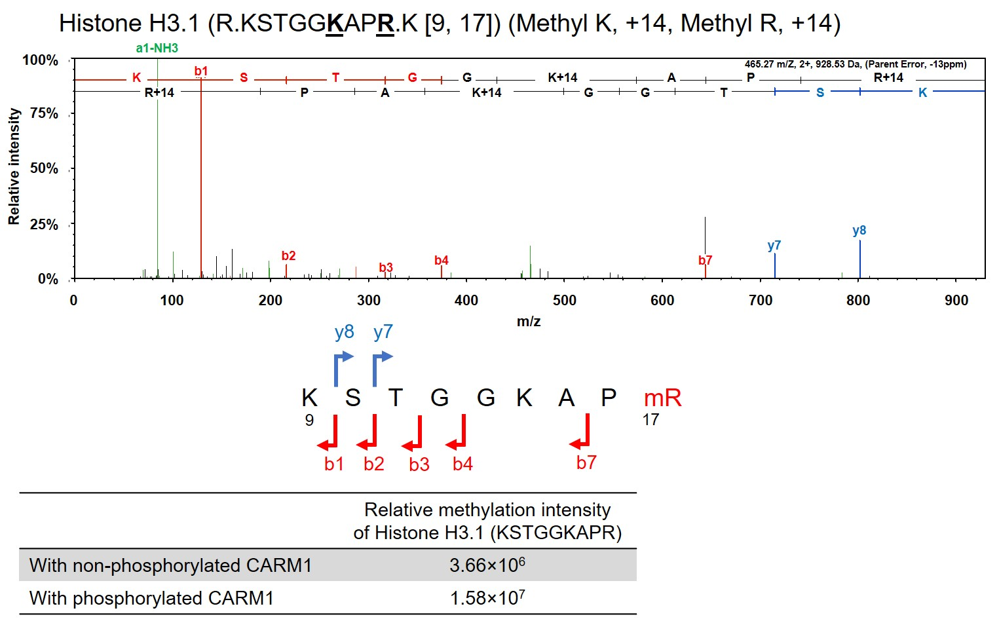 Histone H3.1 (R.KSTGGKAPR.K [9, 17]) (Methyl K, +14, Methyl R, +14)
a1-NH3
465.27 m/Z, 2+, 928.53 Da, (Parent Error, -13ppm)
K b1 S T G G K+14 A P R+14
R+14 P A K+14 G G T S K
Relative intensity
100%
75%
50%
25%
0%
b2
b3
b4
b7
y7
y8
0 100 200 300 400 500 600 700 800 900
m/z
y8 y7
K S T G G K A P mR
9 17
b1 b2 b3 b4 b7
Relative methylation intensity
of Histone H3.1 (KSTGGKAPR)
With non-phosphorylated CARM1 3.66×10⁶
With phosphorylated CARM1 1.58×10⁷